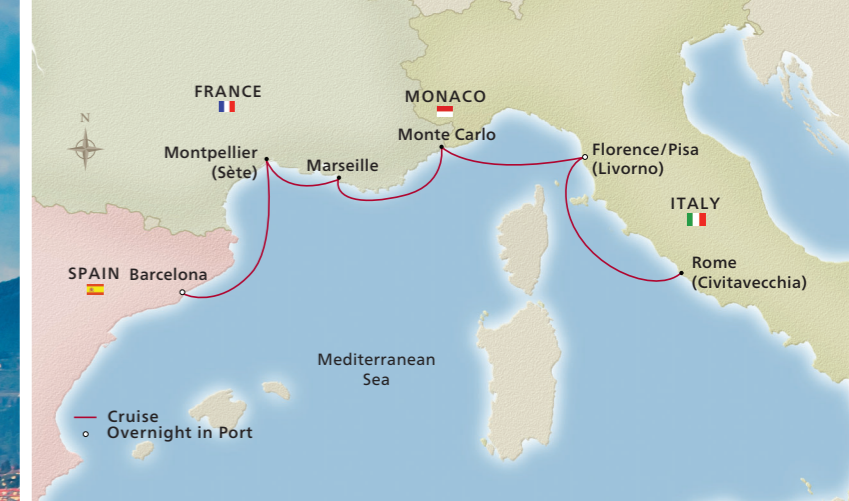 FRANCE
MONACO
N
Monte Carlo
Montpellier
(Sète)
Marseille
Florence/Pisa
(Livorno)
ITALY
SPAIN
Barcelona
Rome
(Civitavecchia)
Mediterranean
Sea
Cruise
Overnight in Port